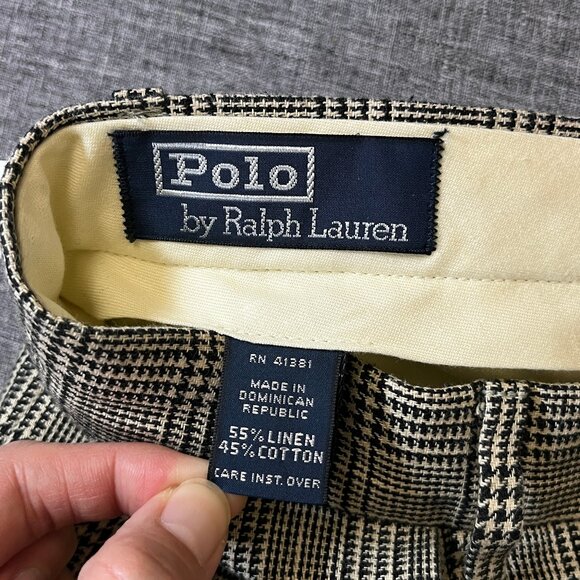 Polo
by Ralph Lauren
RN 41381
MADE IN
DOMINICAN
REPUBLIC
55% LINEN
45% COTTON
CARE INST. OVER